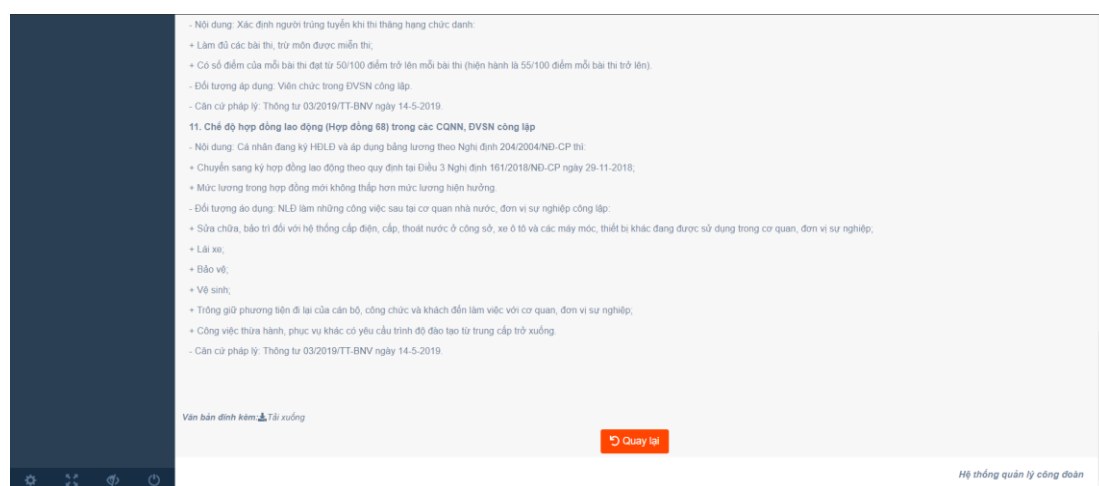 - Nội dung: Xác định người trúng tuyển khi thi thăng hạng chức danh:
+ Làm đủ các bài thi, trừ môn được miễn thi;
+ Có số điểm của mỗi bài thi đạt từ 50/100 điểm trở lên mỗi bài thi (hiện hành là 55/100 điểm mỗi bài thi trở lên).
- Đối tượng áp dụng: Viên chức trong ĐVSN công lập.
- Căn cứ pháp lý: Thông tư 03/2019/TT-BNV ngày 14-5-2019.
11. Chế độ hợp đồng lao động (Hợp đồng 68) trong các CQNN, ĐVSN công lập
- Nội dung: Cá nhân đang ký HĐLĐ và áp dụng bảng lương theo Nghị định 204/2004/NĐ-CP thì:
+ Chuyển sang ký hợp đồng lao động theo quy định tại Điều 3 Nghị định 161/2018/NĐ-CP ngày 29-11-2018;
+ Mức lương trong hợp đồng mới không thấp hơn mức lương hiện hưởng.
- Đối tượng áo dụng: NLĐ làm những công việc sau tại cơ quan nhà nước, đơn vị sự nghiệp công lập:
+ Sửa chữa, bảo trì đối với hệ thống cấp điện, cấp, thoát nước ở công sở, xe ô tô và các máy móc, thiết bị khác đang được sử dụng trong cơ quan, đơn vị sự nghiệp;
+ Lái xe;
+ Bảo vệ;
+ Vệ sinh;
+ Trông giữ phương tiện đi lại của cán bộ, công chức và khách đến làm việc với cơ quan, đơn vị sự nghiệp;
+ Công việc thừa hành, phục vụ khác có yêu cầu trình độ đào tạo từ trung cấp trở xuống.
- Căn cứ pháp lý: Thông tư 03/2019/TT-BNV ngày 14-5-2019.
Văn bản đính kèm: Tải xuống
Quay lại
Hệ thống quản lý công đoàn